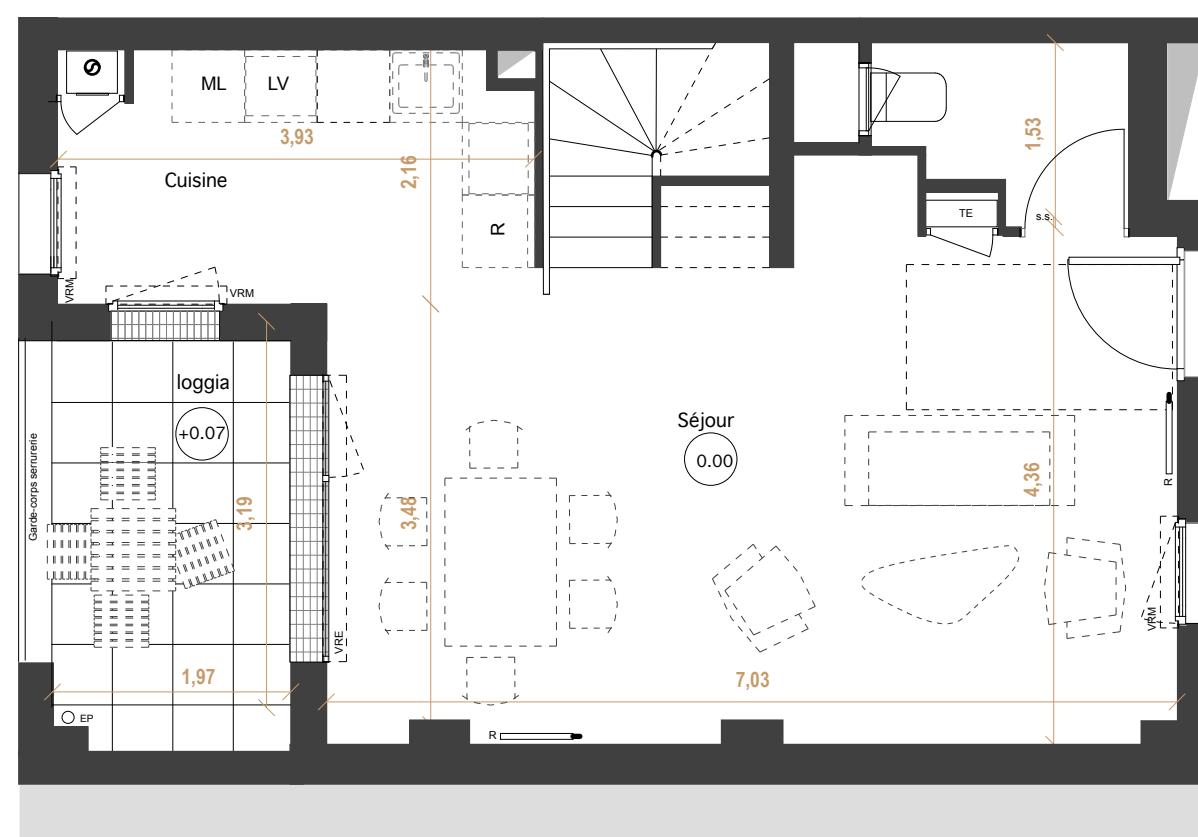 ML
LV
3,93
2,16
Cuisine
R
1,53
TE
s.s.
VRM
VRM
loggia
+0.07
Garde-corps serrurerie
3,19
3,48
Séjour
0.00
4,36
R
VRE
VRM
1,97
7,03
EP
R